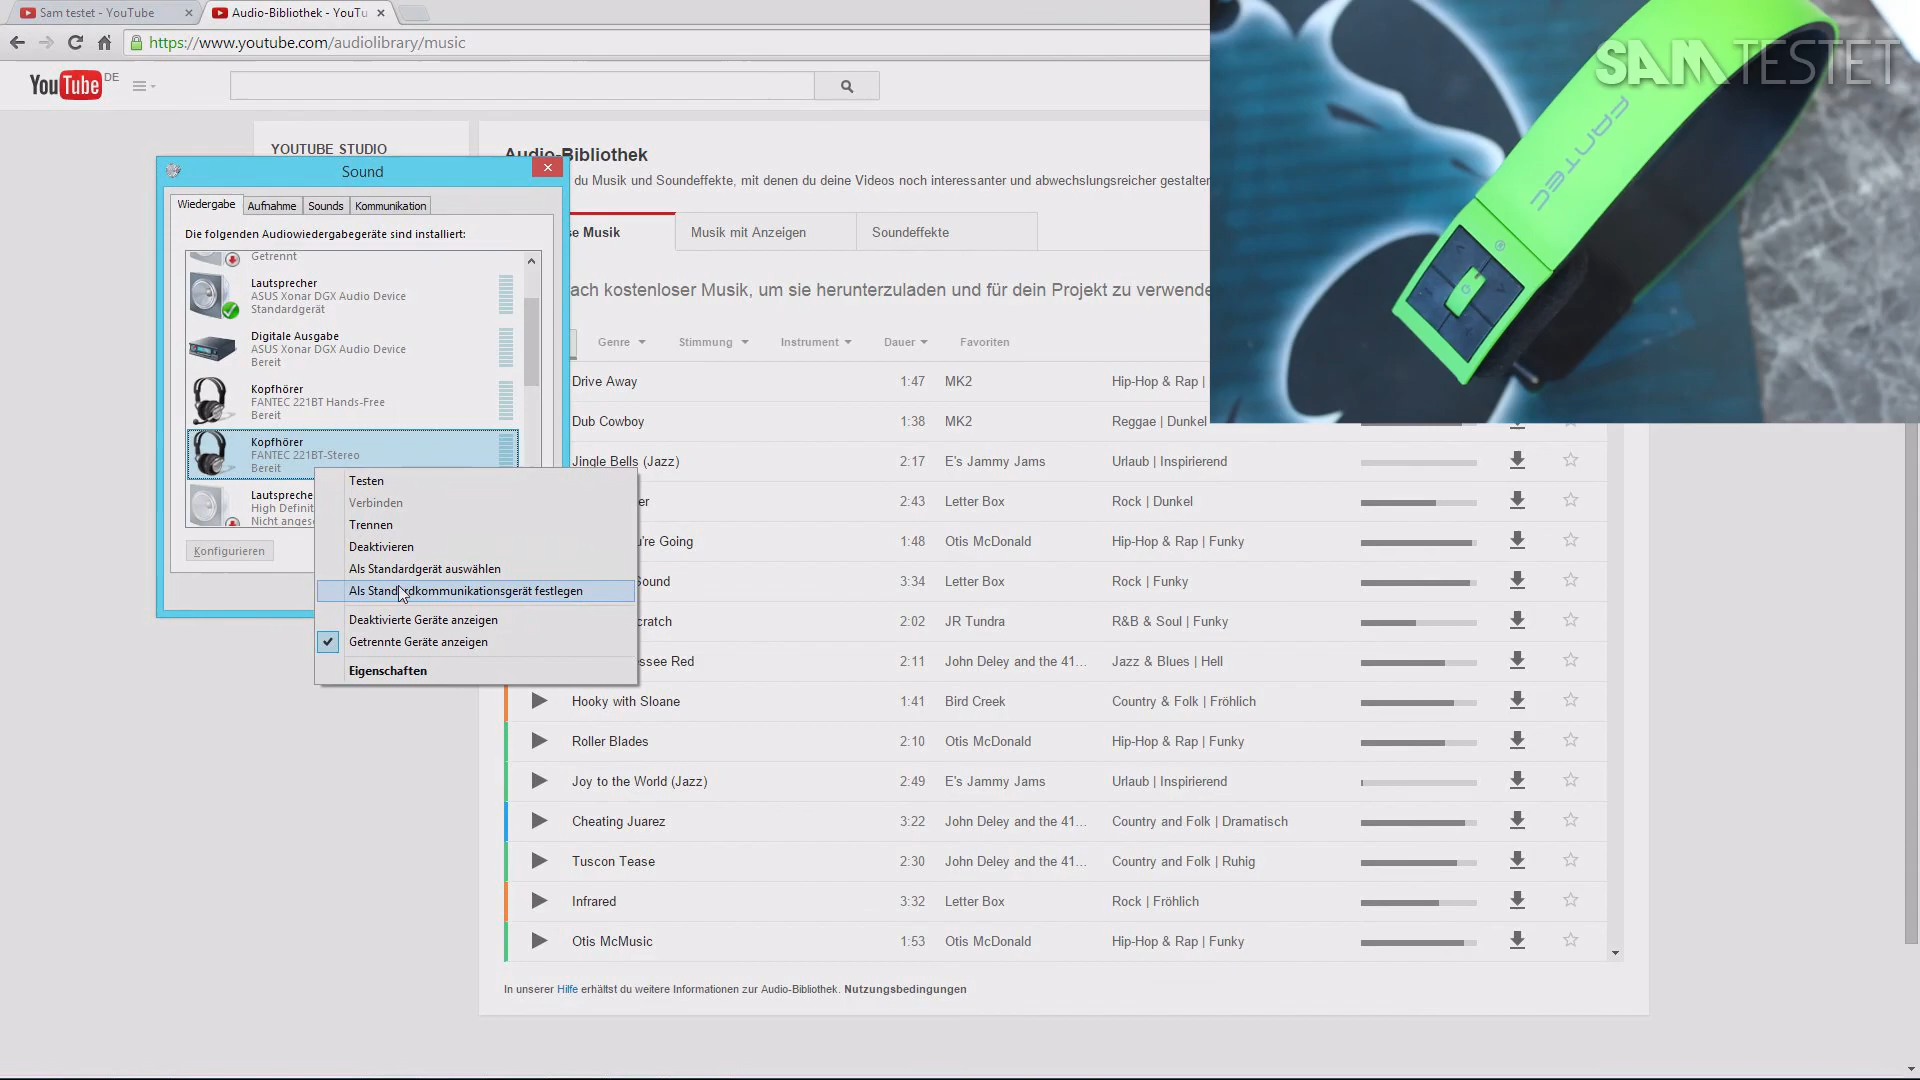 Sam testet - YouTube
Audio-Bibliothek - YouTu
https://www.youtube.com/audiolibrary/music
YouTube DE
YOUTUBE STUDIO
Audio-Bibliothek
du Musik und Soundeffekte, mit denen du deine Videos noch interessanter und abwechslungsreicher gestalten
se Musik
Musik mit Anzeigen
Soundeffekte
ach kostenloser Musik, um sie herunterzuladen und für dein Projekt zu verwende
Genre
Stimmung
Instrument
Dauer
Favoriten
Drive Away 1:47 MK2 Hip-Hop & Rap |
Dub Cowboy 1:38 MK2 Reggae | Dunkel
Jingle Bells (Jazz) 2:17 E's Jammy Jams Urlaub | Inspirierend
er 2:43 Letter Box Rock | Dunkel
u're Going 1:48 Otis McDonald Hip-Hop & Rap | Funky
Sound 3:34 Letter Box Rock | Funky
cratch 2:02 JR Tundra R&B & Soul | Funky
ssee Red 2:11 John Deley and the 41... Jazz & Blues | Hell
Hooky with Sloane 1:41 Bird Creek Country & Folk | Fröhlich
Roller Blades 2:10 Otis McDonald Hip-Hop & Rap | Funky
Joy to the World (Jazz) 2:49 E's Jammy Jams Urlaub | Inspirierend
Cheating Juarez 3:22 John Deley and the 41... Country and Folk | Dramatisch
Tuscon Tease 2:30 John Deley and the 41... Country and Folk | Ruhig
Infrared 3:32 Letter Box Rock | Fröhlich
Otis McMusic 1:53 Otis McDonald Hip-Hop & Rap | Funky
In unserer Hilfe erhältst du weitere Informationen zur Audio-Bibliothek. Nutzungsbedingungen
Sound
Wiedergabe
Aufnahme
Sounds
Kommunikation
Die folgenden Audiowiedergabegeräte sind installiert:
Getrennt
Lautsprecher
ASUS Xonar DGX Audio Device
Standardgerät
Digitale Ausgabe
ASUS Xonar DGX Audio Device
Bereit
Kopfhörer
FANTEC 221BT Hands-Free
Bereit
Kopfhörer
FANTEC 221BT-Stereo
Bereit
Lautspreche
High Definit
Nicht anges
Konfigurieren
Testen
Verbinden
Trennen
Deaktivieren
Als Standardgerät auswählen
Als Standardkommunikationsgerät festlegen
Deaktivierte Geräte anzeigen
Getrennte Geräte anzeigen
Eigenschaften
SAMTESTET
FANTEC